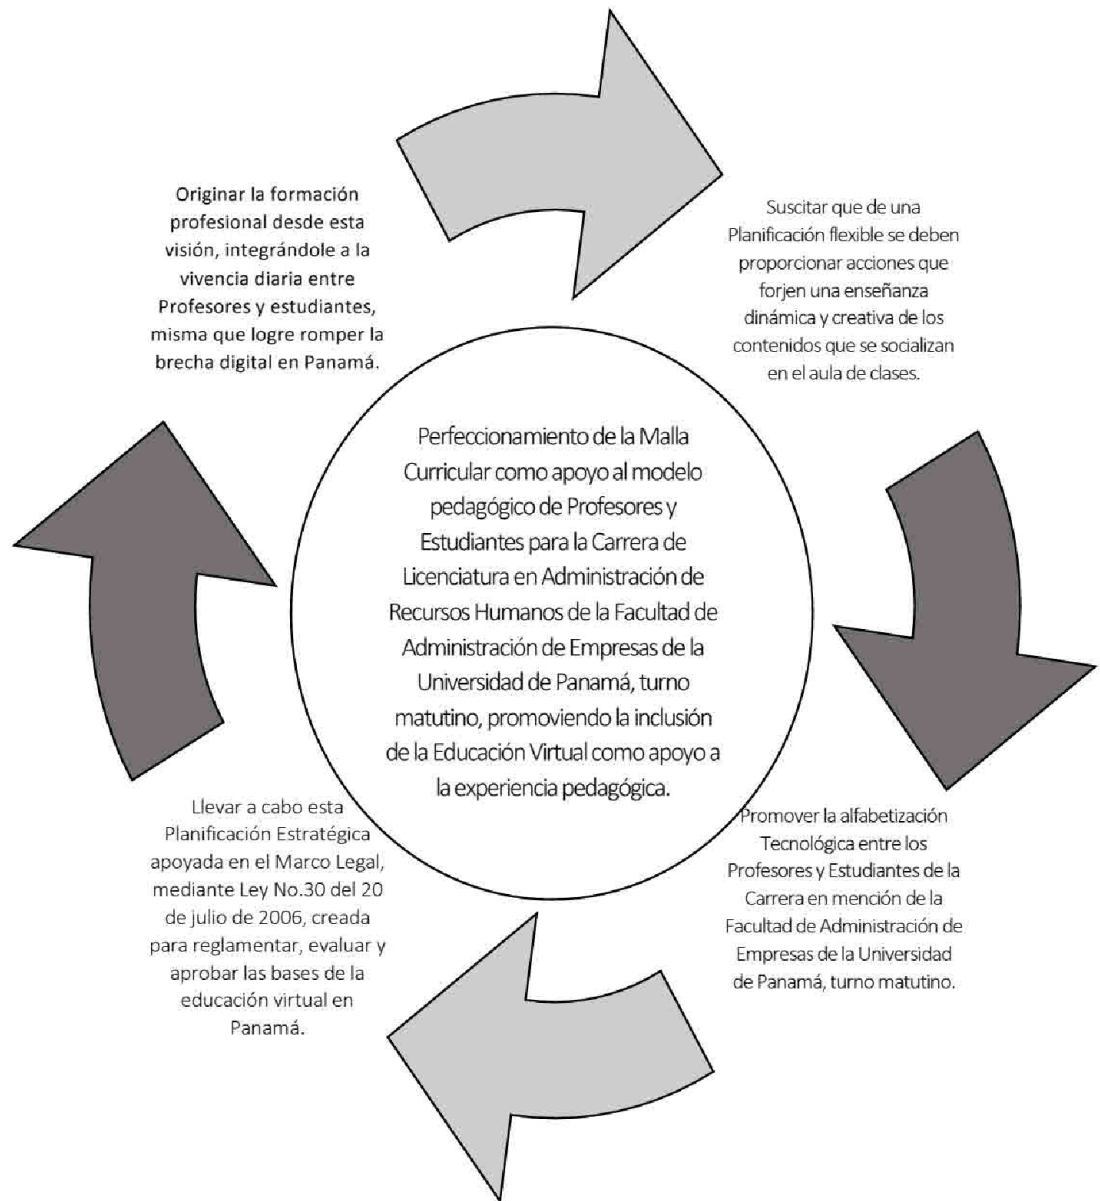 Originar la formación
profesional desde esta
visión, integrándole a la
vivencia diaria entre
Profesores y estudiantes,
misma que logre romper la
brecha digital en Panamá.
Suscitar que de una
Planificación flexible se deben
proporcionar acciones que
forjen una enseñanza
dinámica y creativa de los
contenidos que se socializan
en el aula de clases.
Perfeccionamiento de la Malla
Curricular como apoyo al modelo
pedagógico de Profesores y
Estudiantes para la Carrera de
Licenciatura en Administración de
Recursos Humanos de la Facultad de
Administración de Empresas de la
Universidad de Panamá, turno
matutino, promoviendo la inclusión
de la Educación Virtual como apoyo a
la experiencia pedagógica.
Llevar a cabo esta
Planificación Estratégica
apoyada en el Marco Legal,
mediante Ley No.30 del 20
de julio de 2006, creada
para reglamentar, evaluar y
aprobar las bases de la
educación virtual en
Panamá.
Promover la alfabetización
Tecnológica entre los
Profesores y Estudiantes de la
Carrera en mención de la
Facultad de Administración de
Empresas de la Universidad
de Panamá, turno matutino.